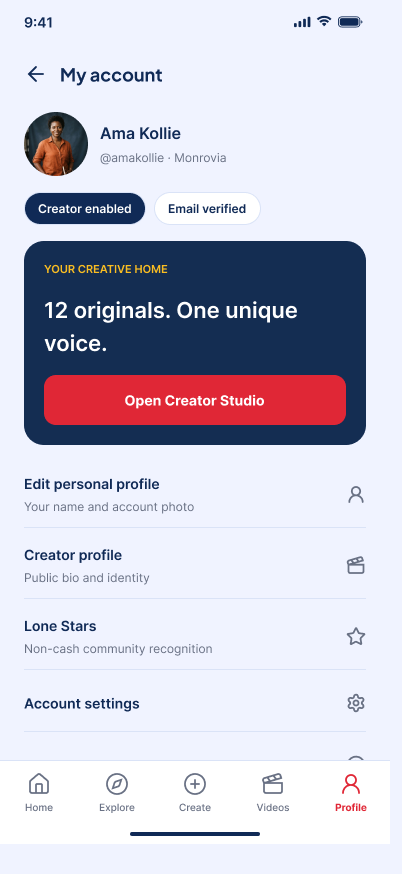 9:41
My account
Ama Kollie
@amakollie · Monrovia
Creator enabled
Email verified
YOUR CREATIVE HOME
12 originals. One unique
voice.
Open Creator Studio
Edit personal profile
Your name and account photo
Creator profile
Public bio and identity
Lone Stars
Non-cash community recognition
Account settings
Home
Explore
Create
Videos
Profile